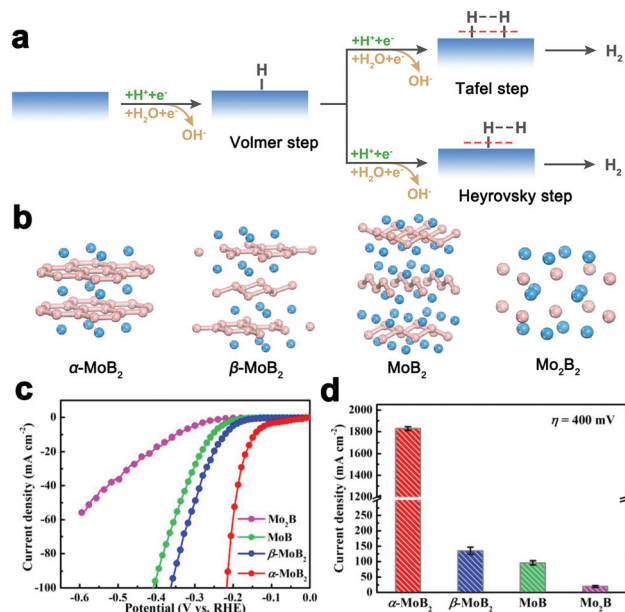 a
H
+H⁺+e⁻
+H₂O+e⁻
OH⁻
Volmer step
+H⁺+e⁻
+H₂O+e⁻
OH⁻
H--H
Tafel step
H₂
+H⁺+e⁻
+H₂O+e⁻
OH⁻
H--H
Heyrovsky step
H₂
b
α-MoB₂
β-MoB₂
MoB₂
Mo₂B₂
c
Current density (mA cm⁻²)
0
-20
-40
-60
-80
-100
Mo₂B
MoB
β-MoB₂
α-MoB₂
-0.6 -0.5 -0.4 -0.3 -0.2 -0.1 0.0
Potential (V vs. RHE)
d
Current density (mA cm⁻²)
η = 400 mV
2000
1800
1600
1400
1200
250
200
150
100
50
0
α-MoB₂ β-MoB₂ MoB Mo₂B